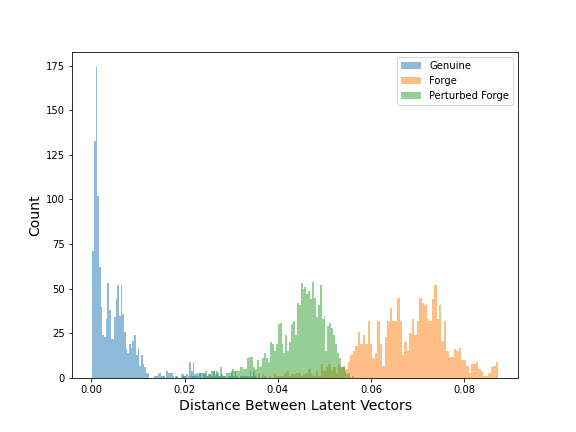 Genuine
Forge
Perturbed Forge
175
150
125
100
75
50
25
0
Count
0.00 0.02 0.04 0.06 0.08
Distance Between Latent Vectors